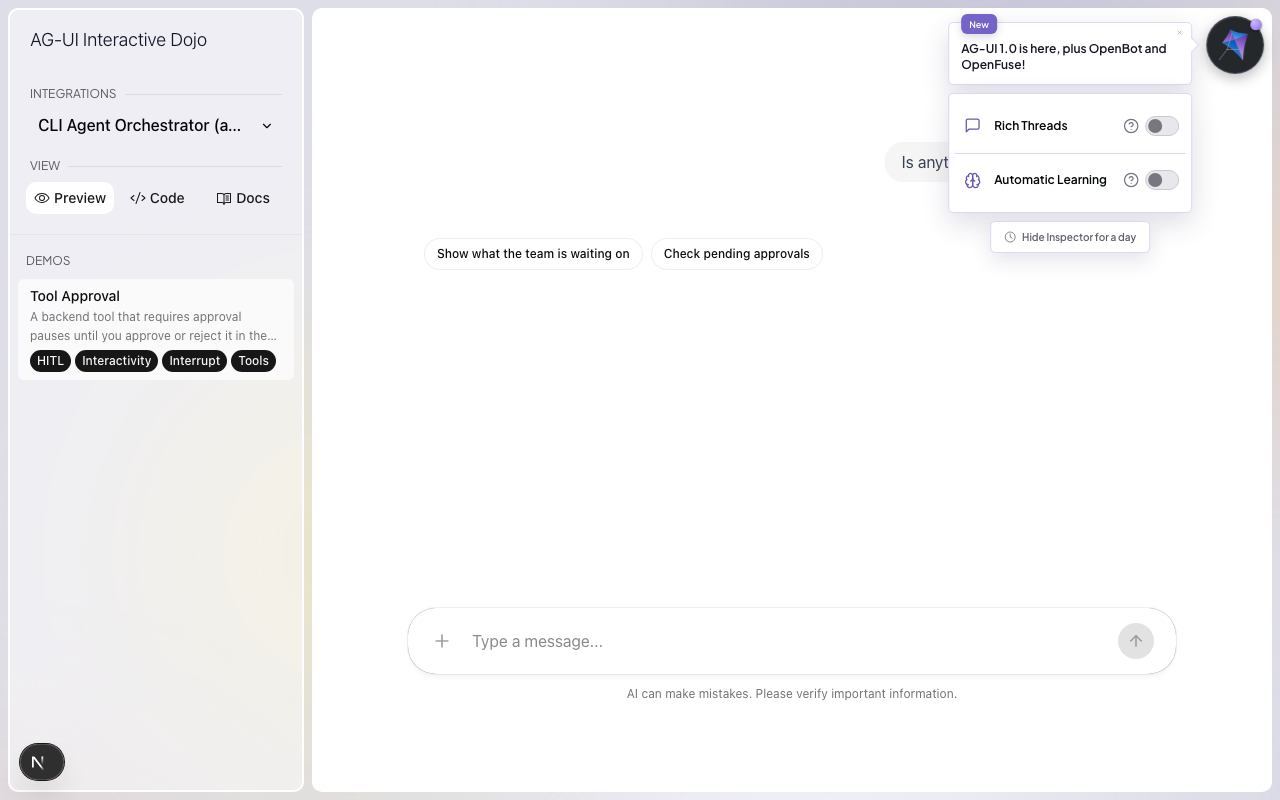 AG-UI Interactive Dojo
INTEGRATIONS
CLI Agent Orchestrator (a...
VIEW
Preview
Code
Docs
DEMOS
Tool Approval
A backend tool that requires approval
pauses until you approve or reject it in the...
HITL
Interactivity
Interrupt
Tools
Is anyt
Show what the team is waiting on
Check pending approvals
New
AG-UI 1.0 is here, plus OpenBot and
OpenFuse!
Rich Threads
Automatic Learning
Hide Inspector for a day
Type a message...
AI can make mistakes. Please verify important information.